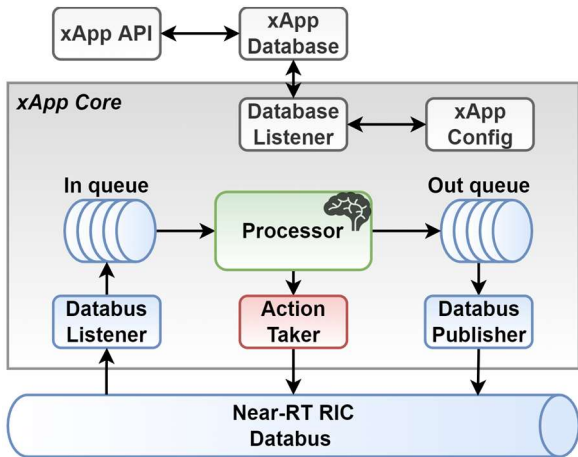 xApp API
xApp
Database
xApp Core
Database
Listener
xApp
Config
In queue
Out queue
Processor
Databus
Listener
Action
Taker
Databus
Publisher
Near-RT RIC
Databus